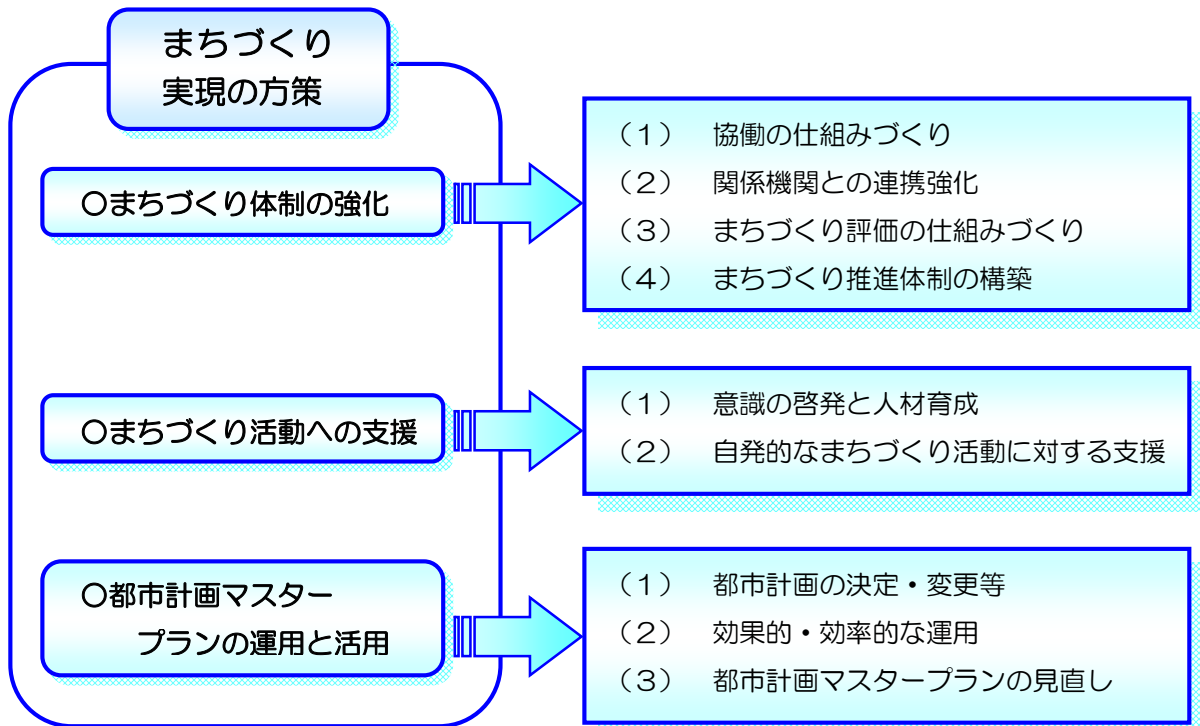 まちづくり
実現の方策
〇まちづくり体制の強化
（１）　協働の仕組みづくり
（２）　関係機関との連携強化
（３）　まちづくり評価の仕組みづくり
（４）　まちづくり推進体制の構築
〇まちづくり活動への支援
（１）　意識の啓発と人材育成
（２）　自発的なまちづくり活動に対する支援
〇都市計画マスター
プランの運用と活用
（１）　都市計画の決定・変更等
（２）　効果的・効率的な運用
（３）　都市計画マスタープランの見直し